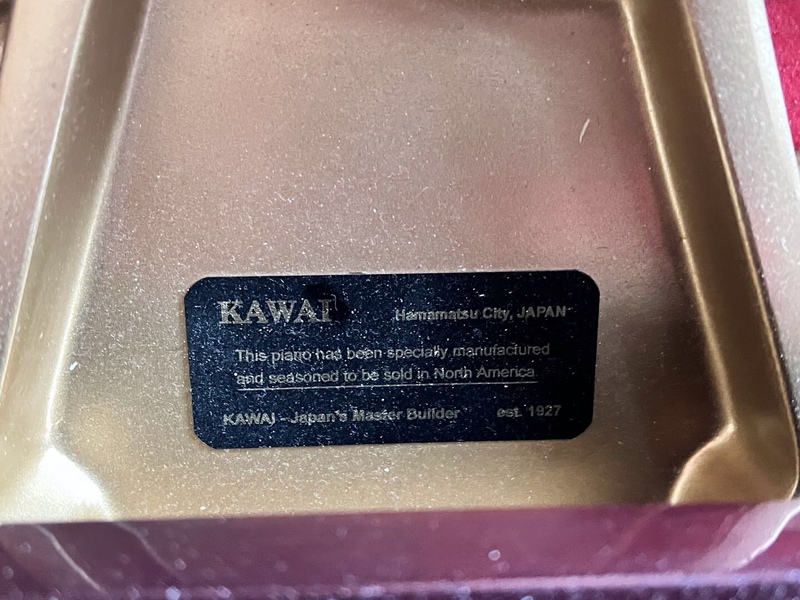 KAWAI Hamamatsu City, JAPAN
This piano has been specially manufactured
and seasoned to be sold in North America
KAWAI - Japan's Master Builder est. 1927